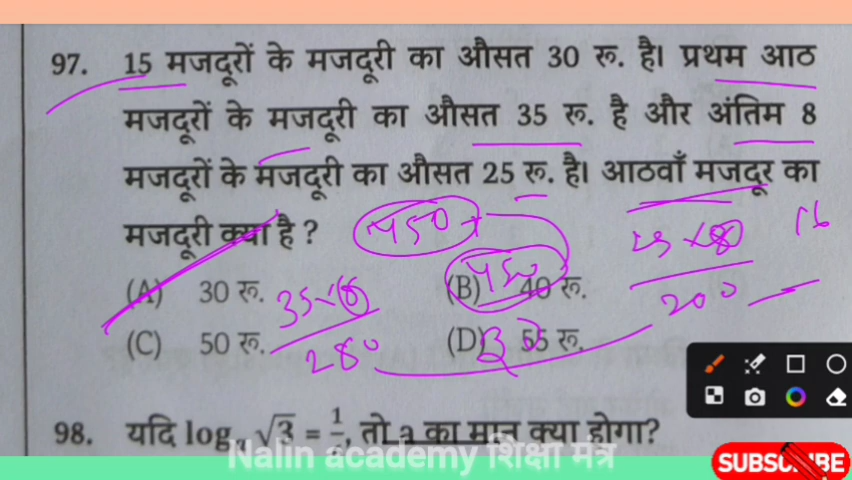 97. 15 मजदूरों के मजदूरी का औसत 30 रू. है। प्रथम आठ
मजदूरों के मजदूरी का औसत 35 रू. है और अंतिम 8
मजदूरों के मजदूरी का औसत 25 रू. है। आठवाँ मजदूर का
मजदूरी क्या है ?
450
25 × 8
16
(A) 30 रू.
35×8
(B) 40 रू.
200
(C) 50 रू.
280
(D) 55 रू.
98. यदि log √3 = 1/ , तो a का मान क्या होगा?
Nalin academy शिक्षा मंत्र
SUBSCRIBE